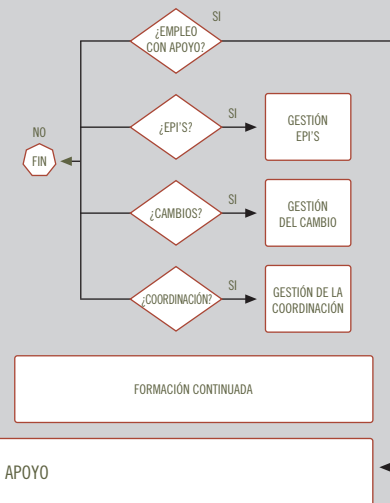 SI
¿EMPLEO
CON APOYO?
SI
¿EPI'S?
GESTIÓN
EPI'S
NO
FIN
SI
¿CAMBIOS?
GESTIÓN
DEL CAMBIO
SI
¿COORDINACIÓN?
GESTIÓN DE LA
COORDINACIÓN
FORMACIÓN CONTINUADA
APOYO